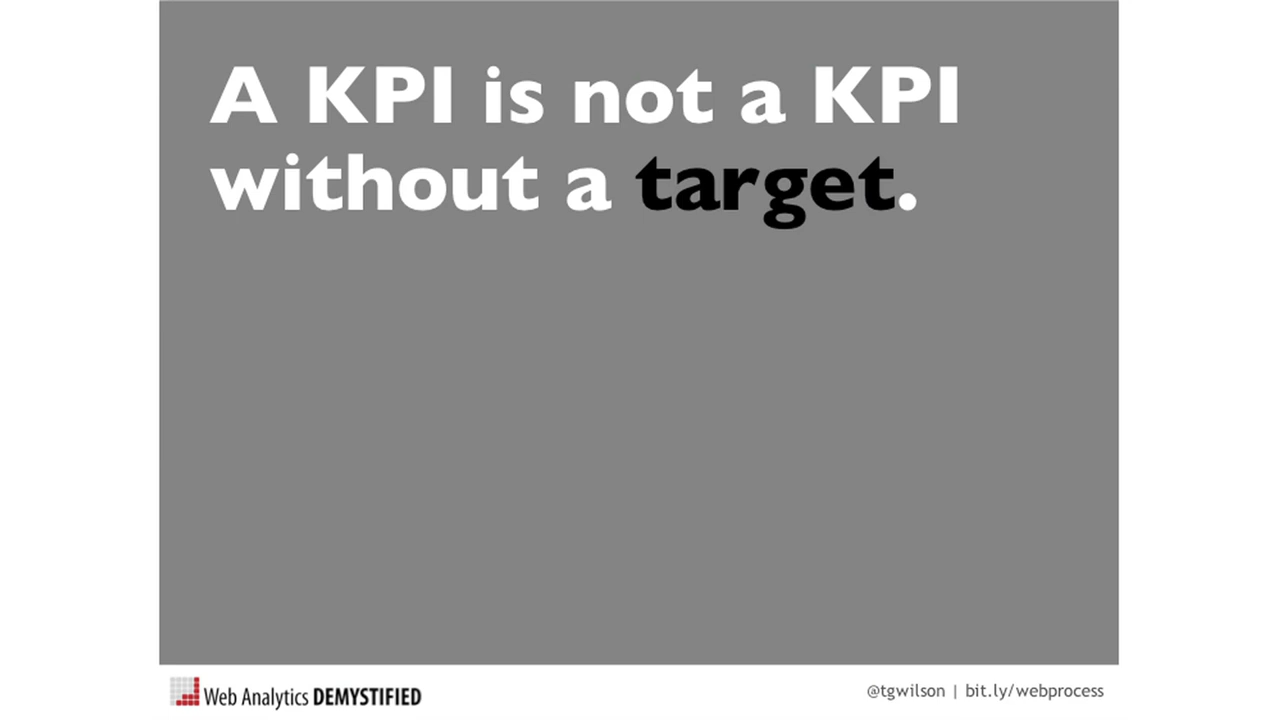 A KPI is not a KPI
without a target.
Web Analytics DEMYSTIFIED
@tgwilson | bit.ly/webprocess